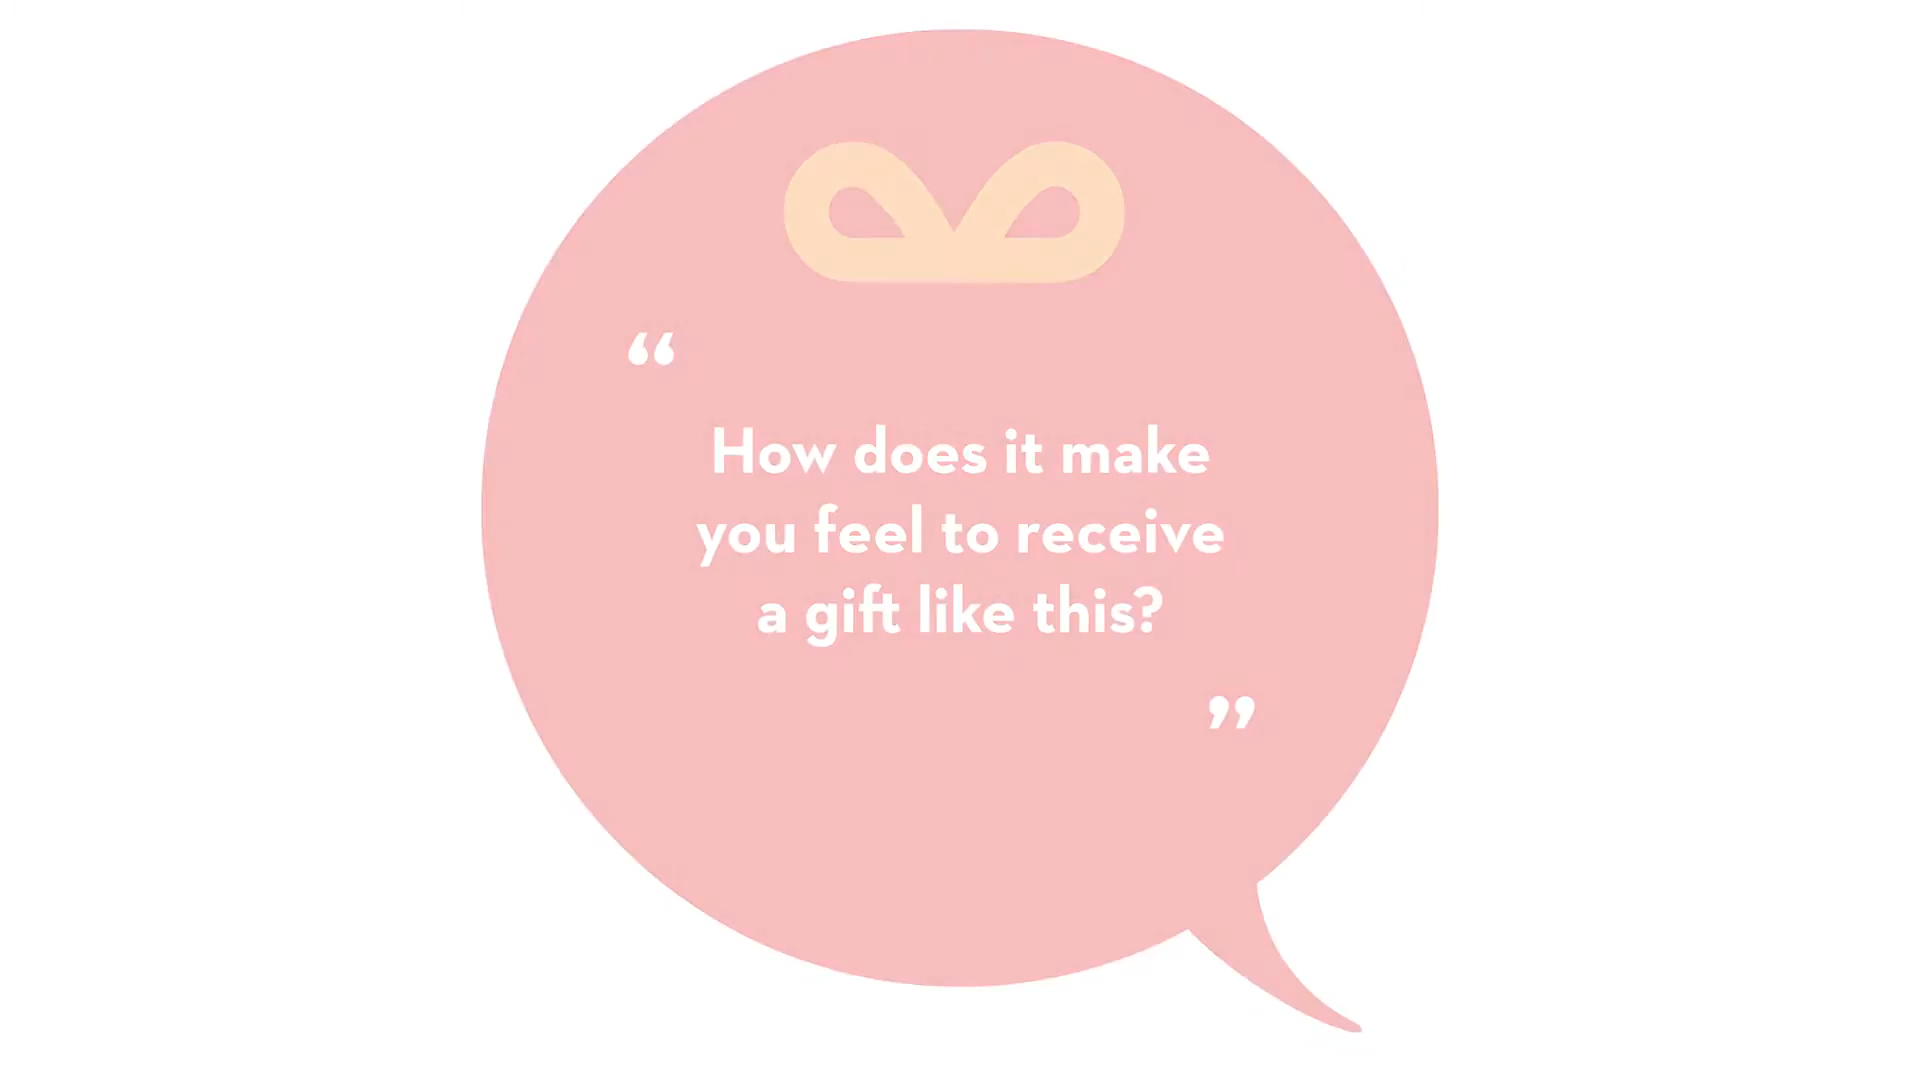 “
How does it make
you feel to receive
a gift like this?
”